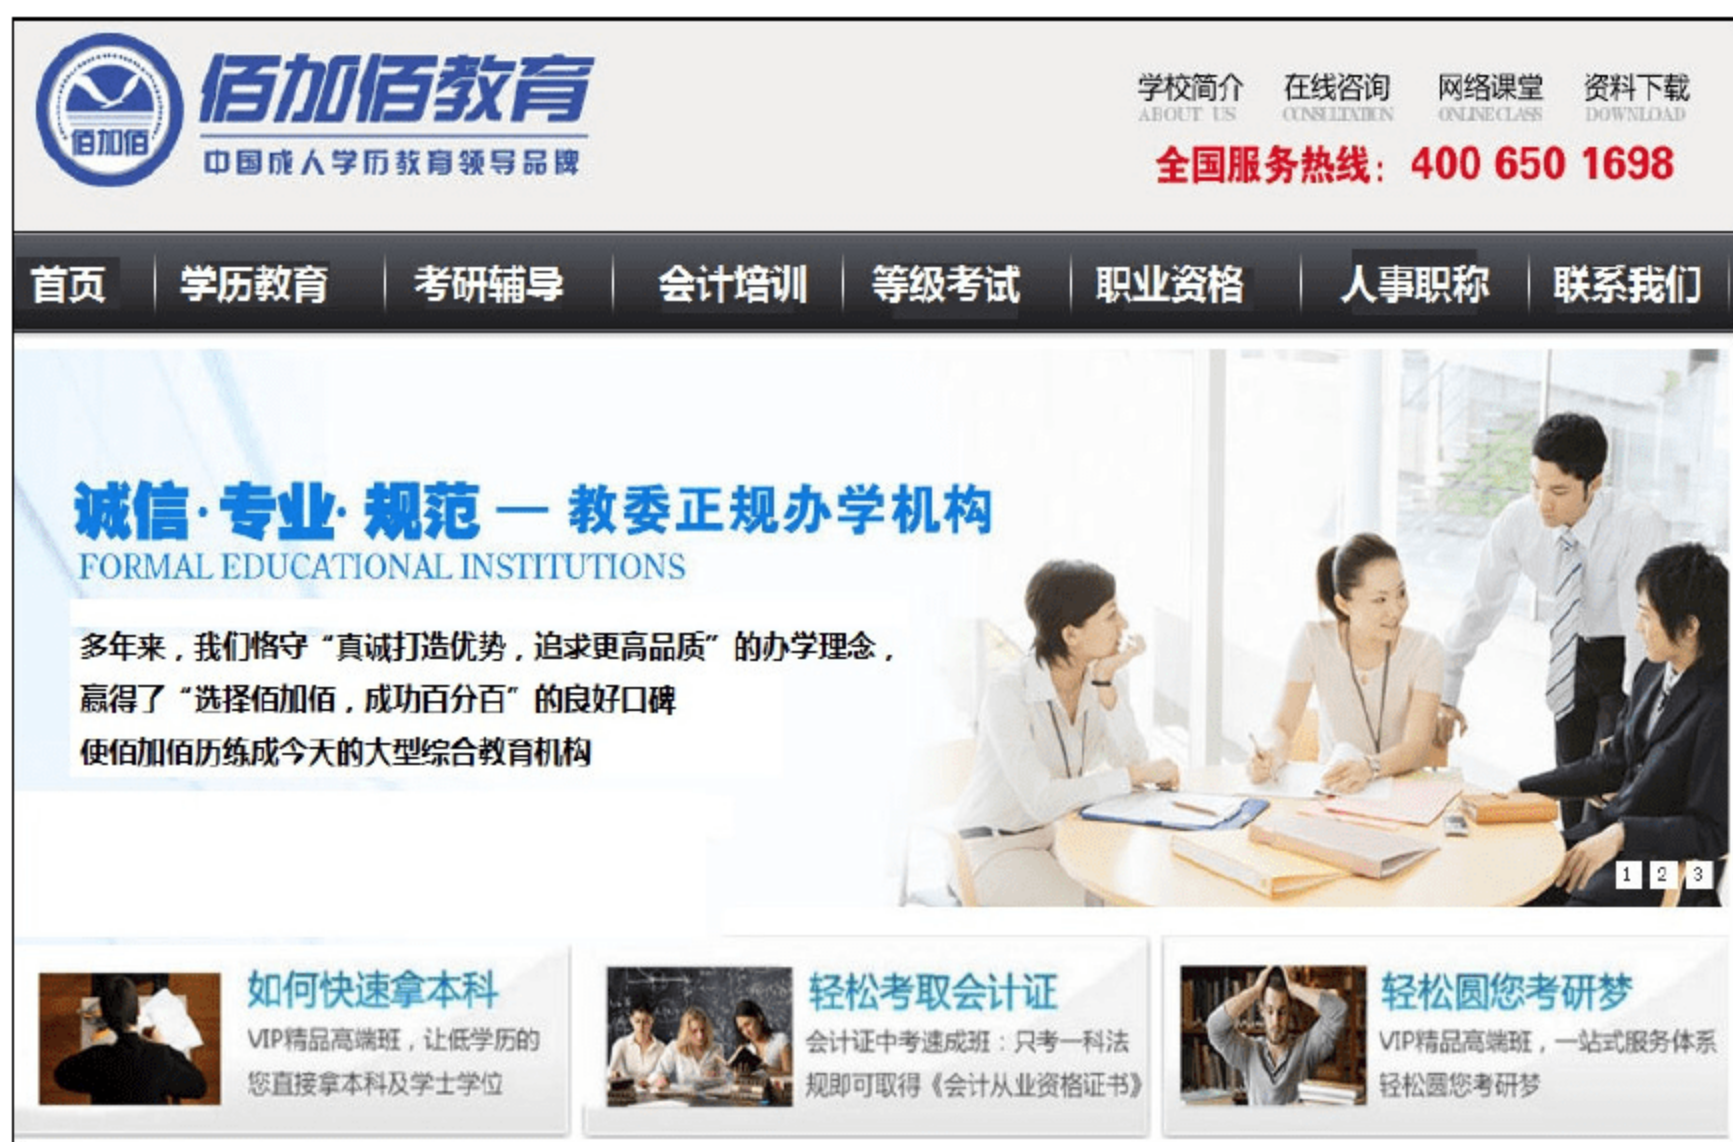 佰加佰教育
佰加佰
中国成人学历教育领导品牌
学校简介 在线咨询 网络课堂 资料下载
ABOUT US CONSULTATION ONLINE CLASS DOWNLOAD
全国服务热线：400 650 1698
首页 学历教育 考研辅导 会计培训 等级考试 职业资格 人事职称 联系我们
诚信·专业·规范 — 教委正规办学机构
FORMAL EDUCATIONAL INSTITUTIONS
多年来，我们恪守“真诚打造优势，追求更高品质”的办学理念，
赢得了“选择佰加佰，成功百分百”的良好口碑
使佰加佰历练成今天的大型综合教育机构
1 2 3
如何快速拿本科
VIP精品高端班，让低学历的
您直接拿本科及学士学位
轻松考取会计证
会计证中考速成班：只考一科法
规即可取得《会计从业资格证书》
轻松圆您考研梦
VIP精品高端班，一站式服务体系
轻松圆您考研梦